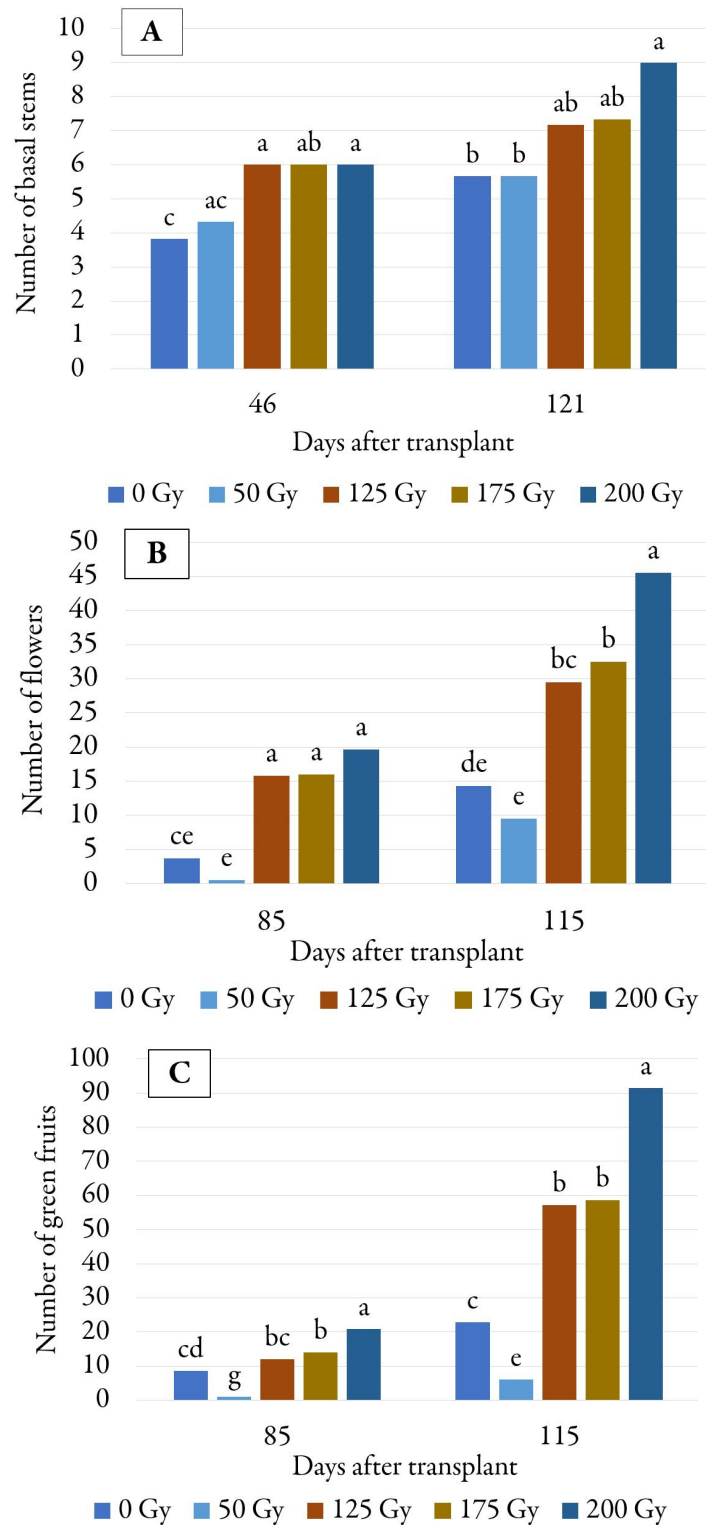 A
Number of basal stems
10
9
8
7
6
5
4
3
2
1
0
c ac a ab a b b ab ab a
46 121
Days after transplant
0 Gy 50 Gy 125 Gy 175 Gy 200 Gy
B
Number of flowers
50
45
40
35
30
25
20
15
10
5
0
ce e a a a de e bc b a
85 115
Days after transplant
0 Gy 50 Gy 125 Gy 175 Gy 200 Gy
C
Number of green fruits
100
90
80
70
60
50
40
30
20
10
0
cd g bc b a c e b b a
85 115
Days after transplant
0 Gy 50 Gy 125 Gy 175 Gy 200 Gy